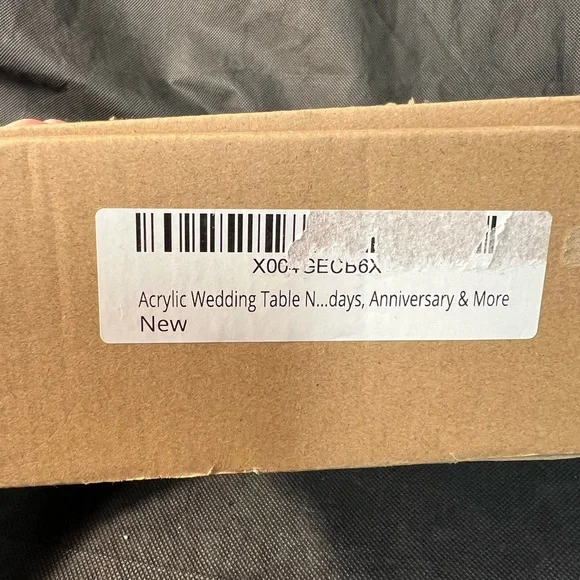 Acrylic Wedding Table N...days, Anniversary & More
New